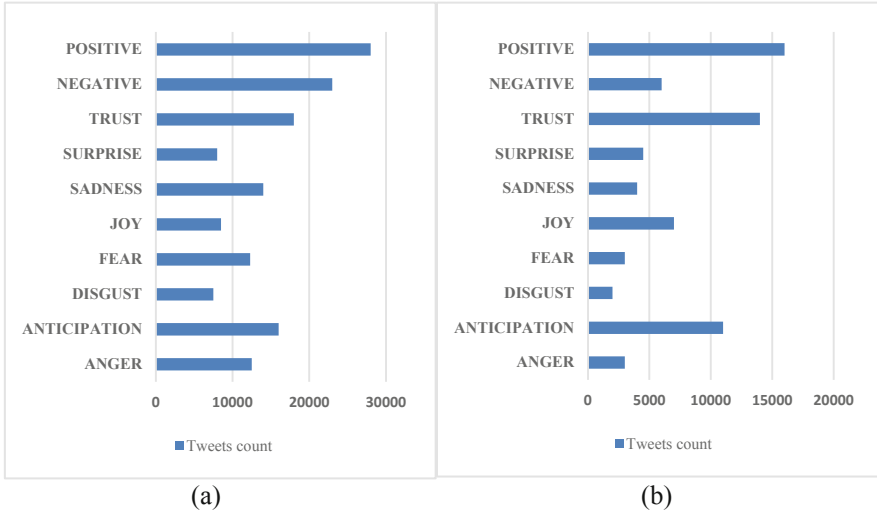 POSITIVE
NEGATIVE
TRUST
SURPRISE
SADNESS
JOY
FEAR
DISGUST
ANTICIPATION
ANGER
0 10000 20000 30000
Tweets count
(a)
POSITIVE
NEGATIVE
TRUST
SURPRISE
SADNESS
JOY
FEAR
DISGUST
ANTICIPATION
ANGER
0 5000 10000 15000 20000
Tweets count
(b)